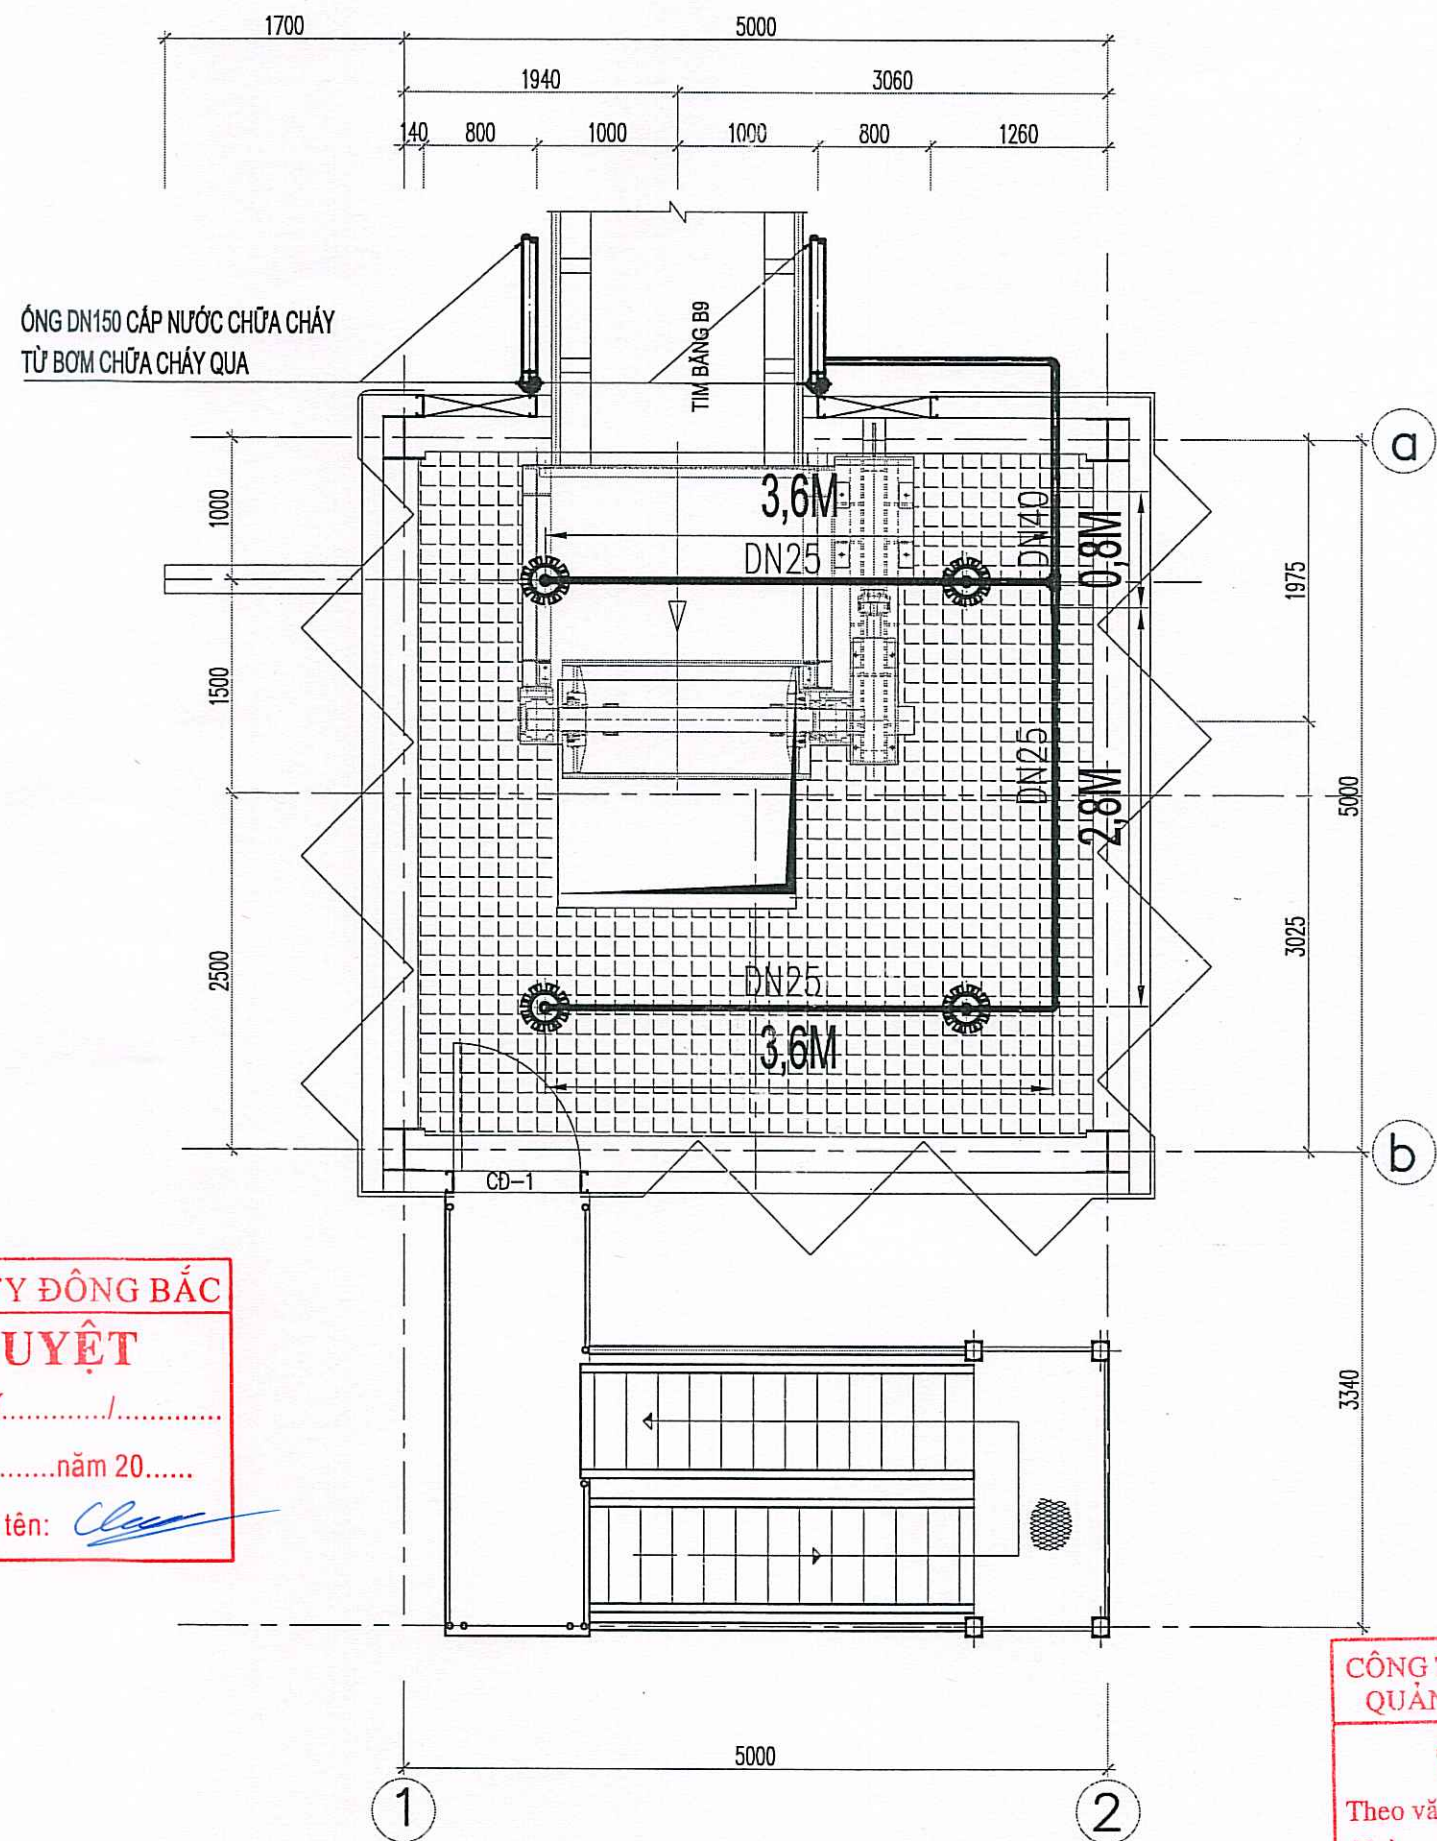 1700
5000
1940
3060
140
800
1000
1000
800
1260
ỐNG DN150 CẤP NƯỚC CHỮA CHÁY
TỪ BƠM CHỮA CHÁY QUA
TIM BĂNG B9
a
3,6M
DN25
DN40
0,8M
1000
1975
1500
DN25
2,8M
5000
2500
3025
DN25
3,6M
b
CĐ-1
TY ĐÔNG BẮC
UYỆT
/............./.............
........năm 20......
tên:
3340
CÔNG
QUẢN
Theo vă
5000
1
2